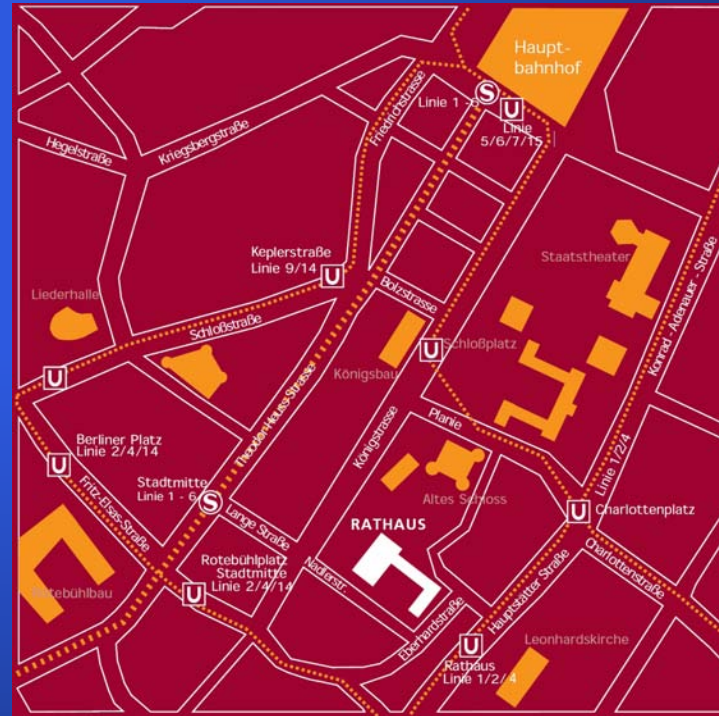 Haupt-
bahnhof
S
Linie 1 - 6
U
Linie
5/6/7/15
Friedrichstrasse
Hegelstraße
Kriegsbergstraße
Staatstheater
Keplerstraße
Linie 9/14
U
Konrad - Adenauer - Straße
Liederhalle
Bolzstrasse
Schloßstraße
U
Schloßplatz
Königsbau
U
Theodor-Heuss-Strasse
Planie
Königstrasse
Berliner Platz
Linie 2/4/14
U
Linie 1/2/4
Stadtmitte
Linie 1 - 6
S
Altes Schloss
U
Charlottenplatz
Fritz-Elsas-Straße
Lange Straße
RATHAUS
Charlottenstraße
Rotebühlplatz
Stadtmitte
Linie 2/4/14
U
Nadlerstr.
Rotebühlbau
Eberhardstraße
Hauptstätter Straße
Leonhardskirche
U
Rathaus
Linie 1/2/ 4